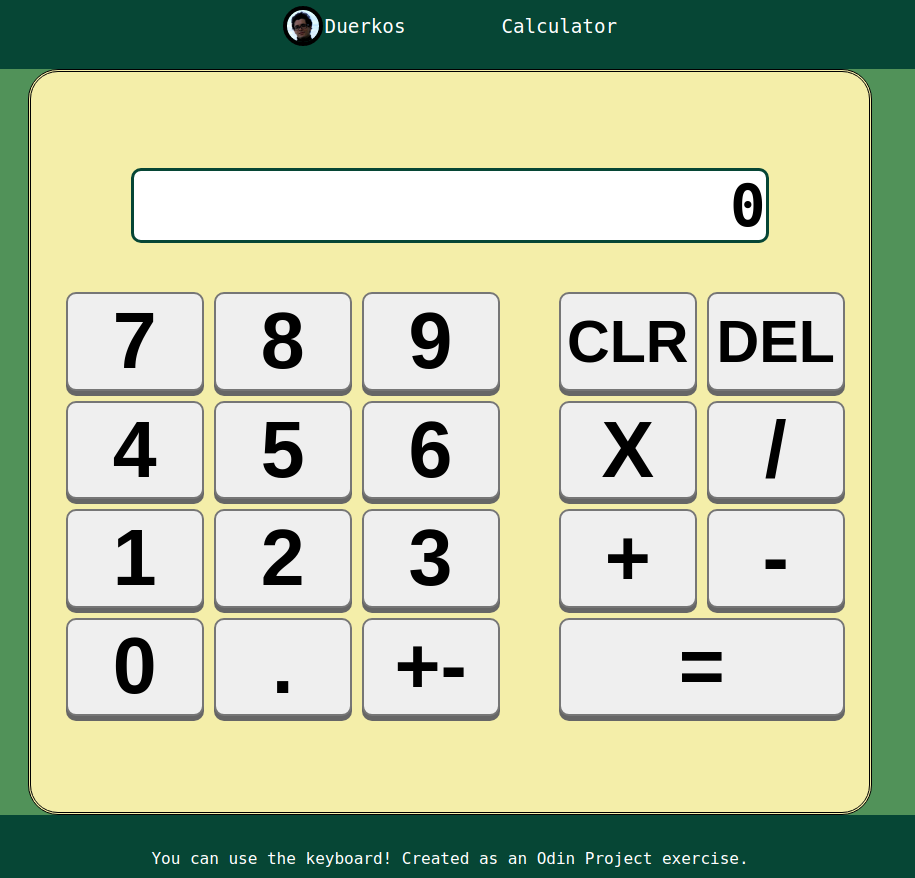 Duerkos Calculator
0
7 8 9 CLR DEL
4 5 6 X /
1 2 3 + -
0 . +- =
You can use the keyboard! Created as an Odin Project exercise.